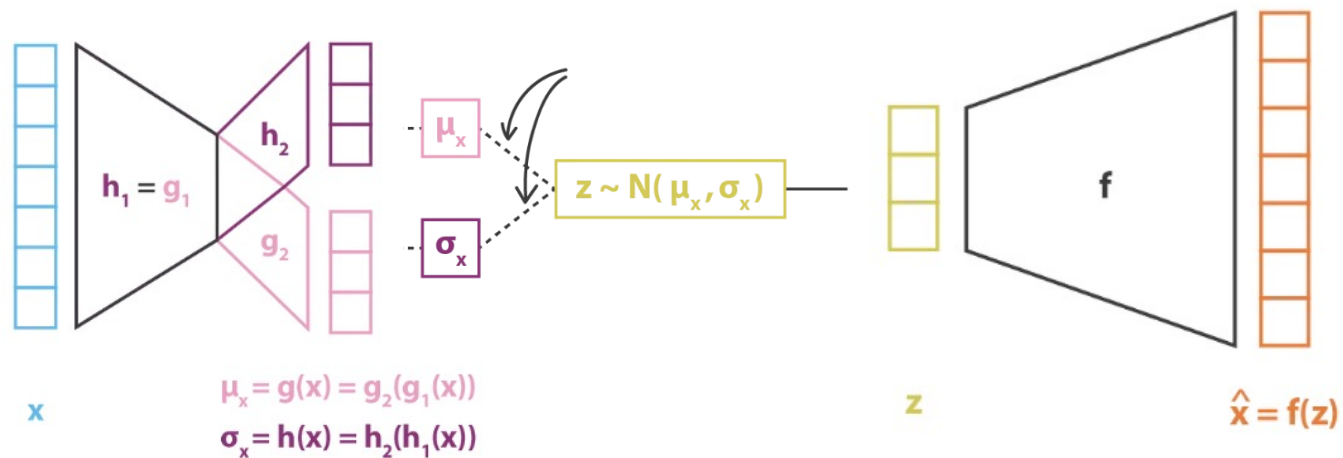 h₁ = g₁
h₂
g₂
μₓ
σₓ
z ~ N( μₓ , σₓ )
f
x
μₓ = g(x) = g₂(g₁(x))
σₓ = h(x) = h₂(h₁(x))
z
x̂ = f(z)